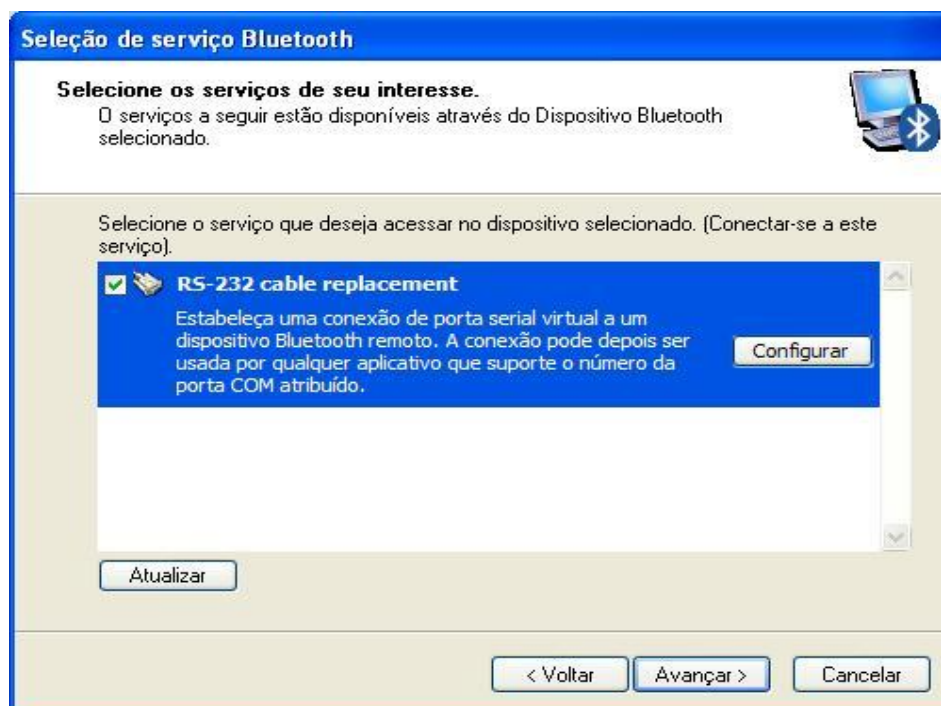 Seleção de serviço Bluetooth
Selecione os serviços de seu interesse.
O serviços a seguir estão disponíveis através do Dispositivo Bluetooth
selecionado.
Selecione o serviço que deseja acessar no dispositivo selecionado. (Conectar-se a este
serviço).
RS-232 cable replacement
Estabeleça uma conexão de porta serial virtual a um
dispositivo Bluetooth remoto. A conexão pode depois ser
usada por qualquer aplicativo que suporte o número da
porta COM atribuído.
Configurar
Atualizar
< Voltar
Avançar >
Cancelar